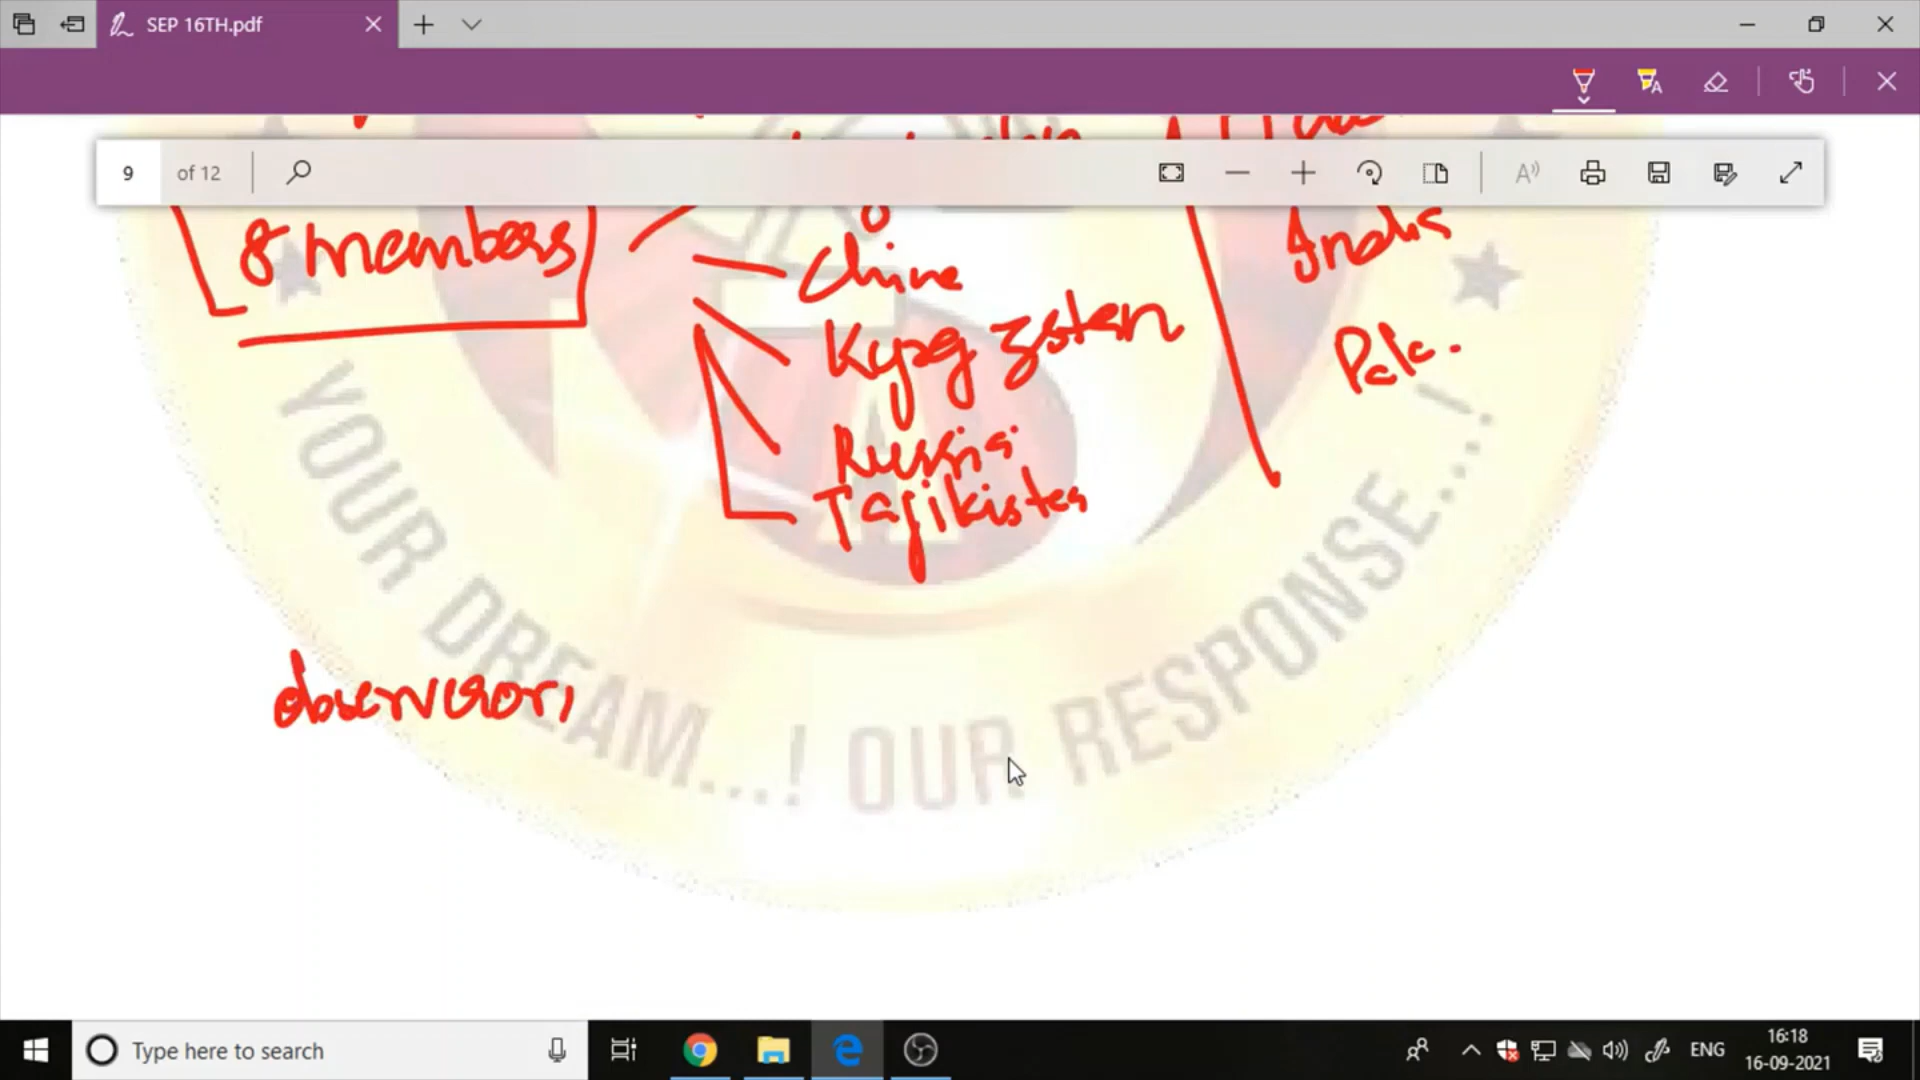 SEP 16TH.pdf
9 of 12
8 members
China
Kyrgyzstan
Russia
Tajikistan
India
Pak.
YOUR DREAM...! OUR RESPONSE...!
Type here to search
ENG
16:18
16-09-2021